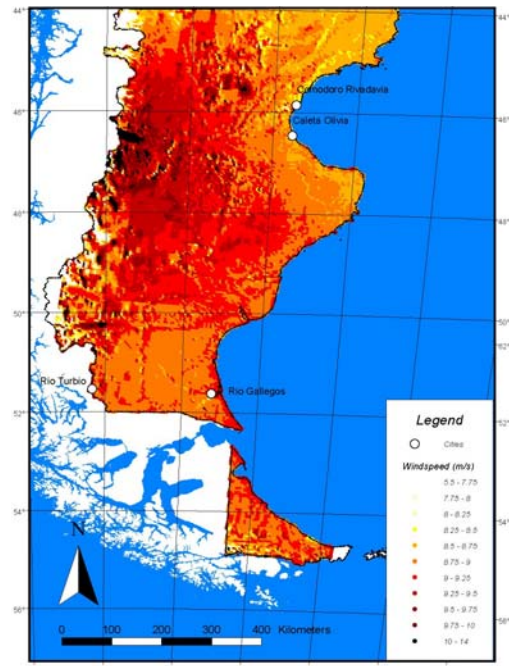 44°
44°
Comodoro Rivadavia
46°
46°
Caleta Olivia
48°
48°
50°
50°
Rio Turbio
Rio Gallegos
52°
52°
Legend
Cities
Windspeed (m/s)
5.5 - 7.75
7.75 - 8
8 - 8.25
8.25 - 8.5
8.5 - 8.75
8.75 - 9
9 - 9.25
9.25 - 9.5
9.5 - 9.75
9.75 - 10
10 - 14
54°
54°
N
56°
56°
0 50 100 200 300 400 Kilometers